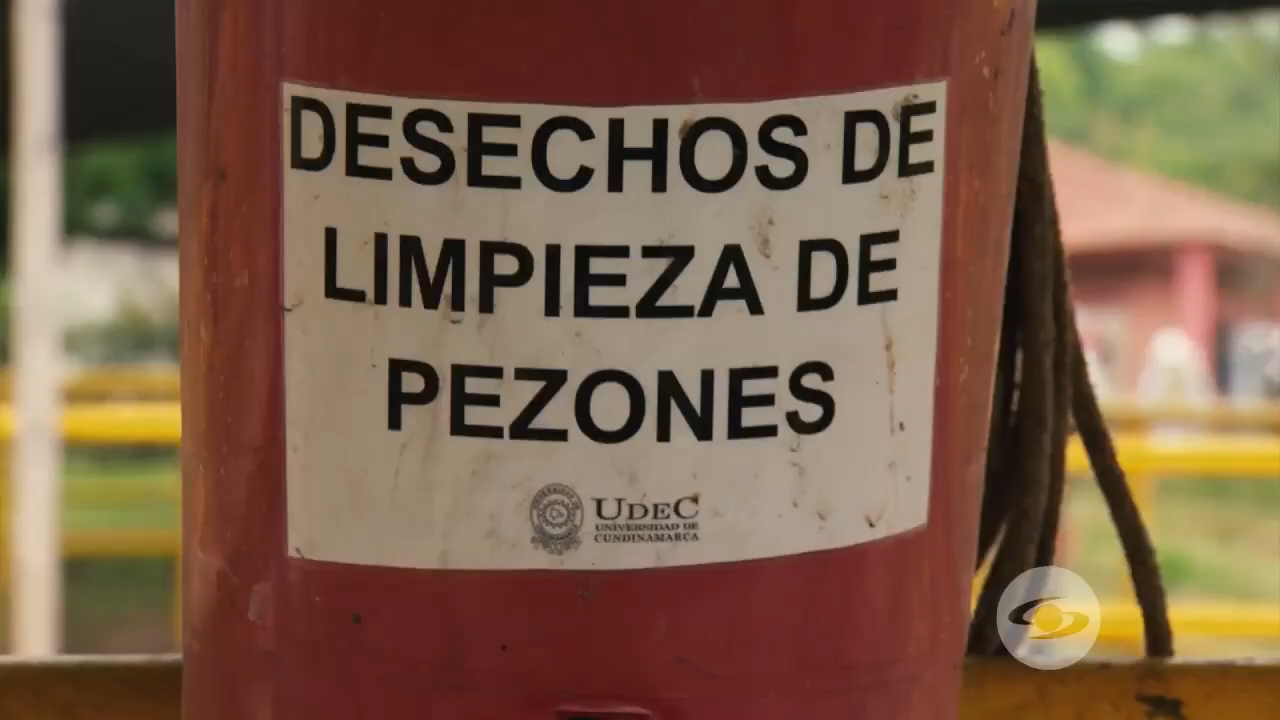 DESECHOS DE
LIMPIEZA DE
PEZONES
UDEC
UNIVERSIDAD DE
CUNDINAMARCA